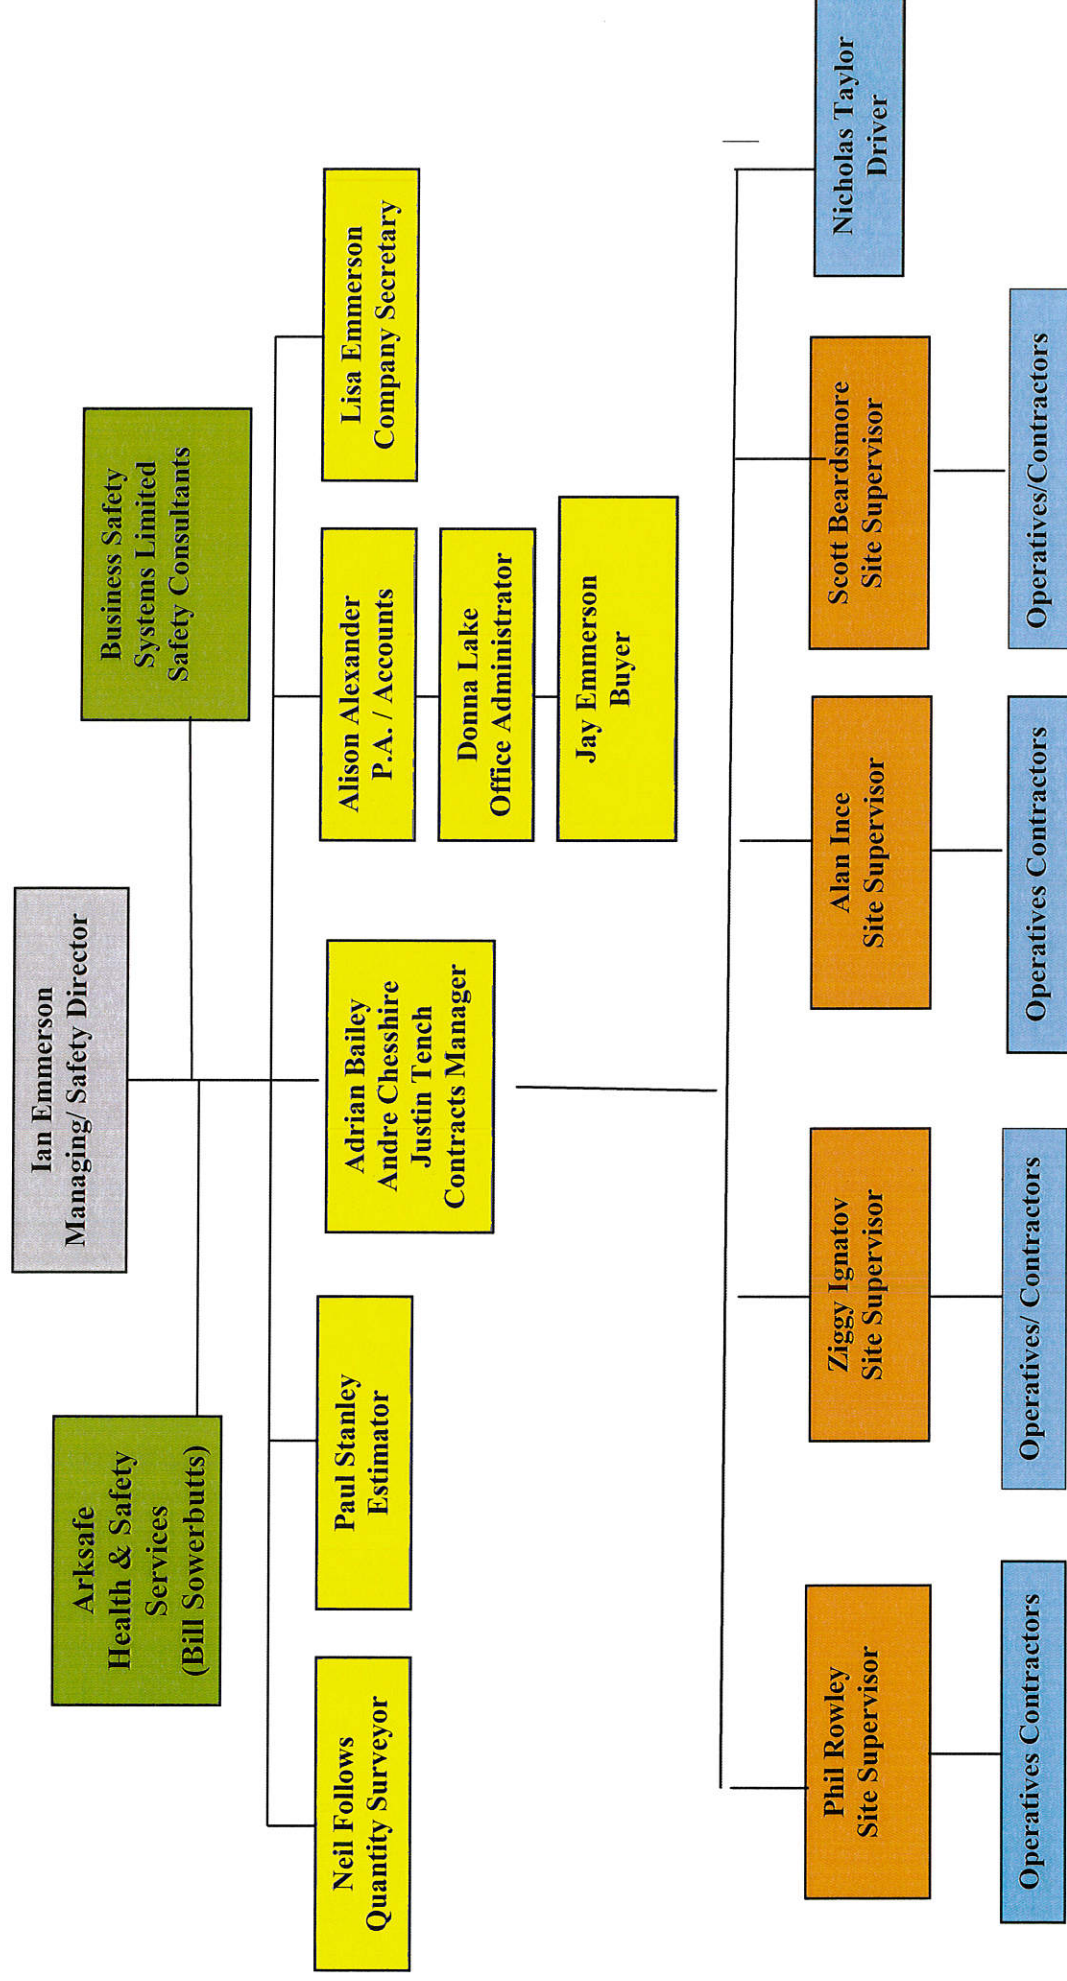 Ian Emmerson
Managing/ Safety Director
Arksafe
Health & Safety
Services
(Bill Sowerbutts)
Business Safety
Systems Limited
Safety Consultants
Neil Follows
Quantity Surveyor
Paul Stanley
Estimator
Adrian Bailey
Andre Chesshire
Justin Tench
Contracts Manager
Alison Alexander
P.A. / Accounts
Donna Lake
Office Administrator
Jay Emmerson
Buyer
Lisa Emmerson
Company Secretary
Phil Rowley
Site Supervisor
Operatives Contractors
Ziggy Ignatov
Site Supervisor
Operatives/ Contractors
Alan Ince
Site Supervisor
Operatives Contractors
Scott Beardsmore
Site Supervisor
Operatives/Contractors
Nicholas Taylor
Driver